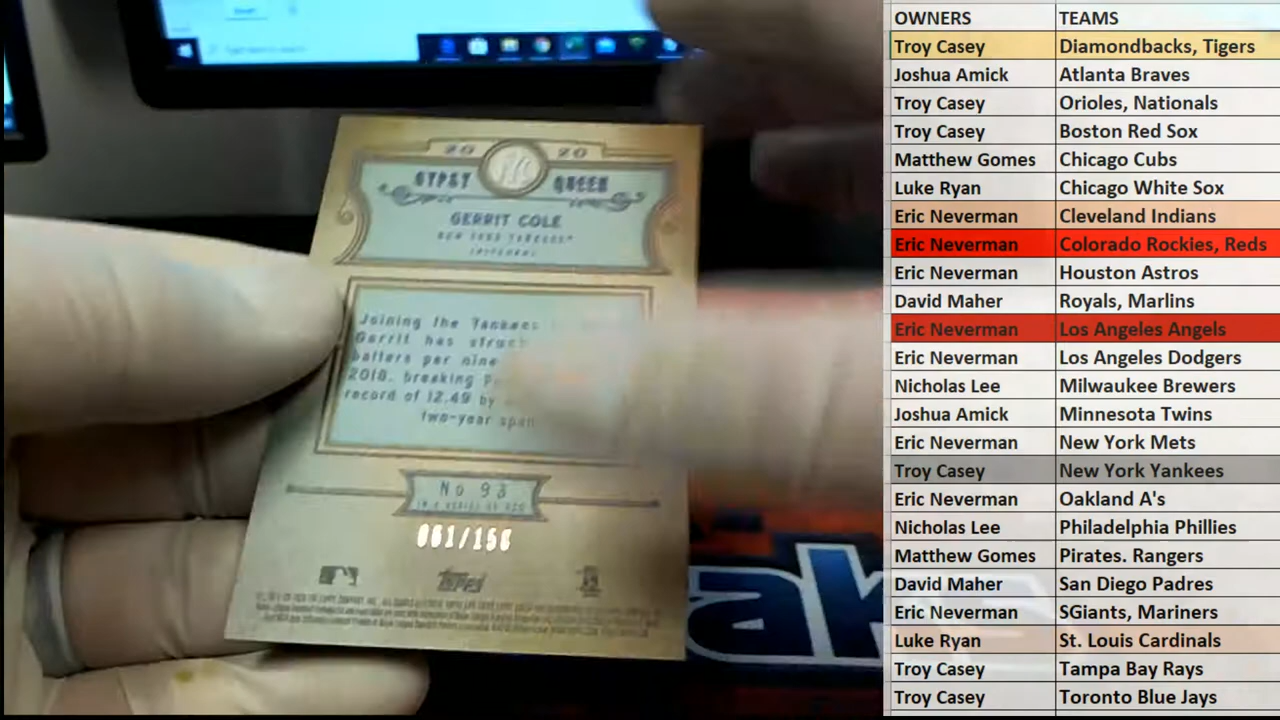 20 20
GYPSY QUEEN
GERRIT COLE
NEW YORK YANKEES
PITCHER
Joining the Yankees
Gerrit has struck
batters per nine
2018, breaking
record of 12.49 by
two-year span
No 93
061/150
Topps
OWNERS TEAMS
Troy Casey Diamondbacks, Tigers
Joshua Amick Atlanta Braves
Troy Casey Orioles, Nationals
Troy Casey Boston Red Sox
Matthew Gomes Chicago Cubs
Luke Ryan Chicago White Sox
Eric Neverman Cleveland Indians
Eric Neverman Colorado Rockies, Reds
Eric Neverman Houston Astros
David Maher Royals, Marlins
Eric Neverman Los Angeles Angels
Eric Neverman Los Angeles Dodgers
Nicholas Lee Milwaukee Brewers
Joshua Amick Minnesota Twins
Eric Neverman New York Mets
Troy Casey New York Yankees
Eric Neverman Oakland A's
Nicholas Lee Philadelphia Phillies
Matthew Gomes Pirates. Rangers
David Maher San Diego Padres
Eric Neverman SGiants, Mariners
Luke Ryan St. Louis Cardinals
Troy Casey Tampa Bay Rays
Troy Casey Toronto Blue Jays